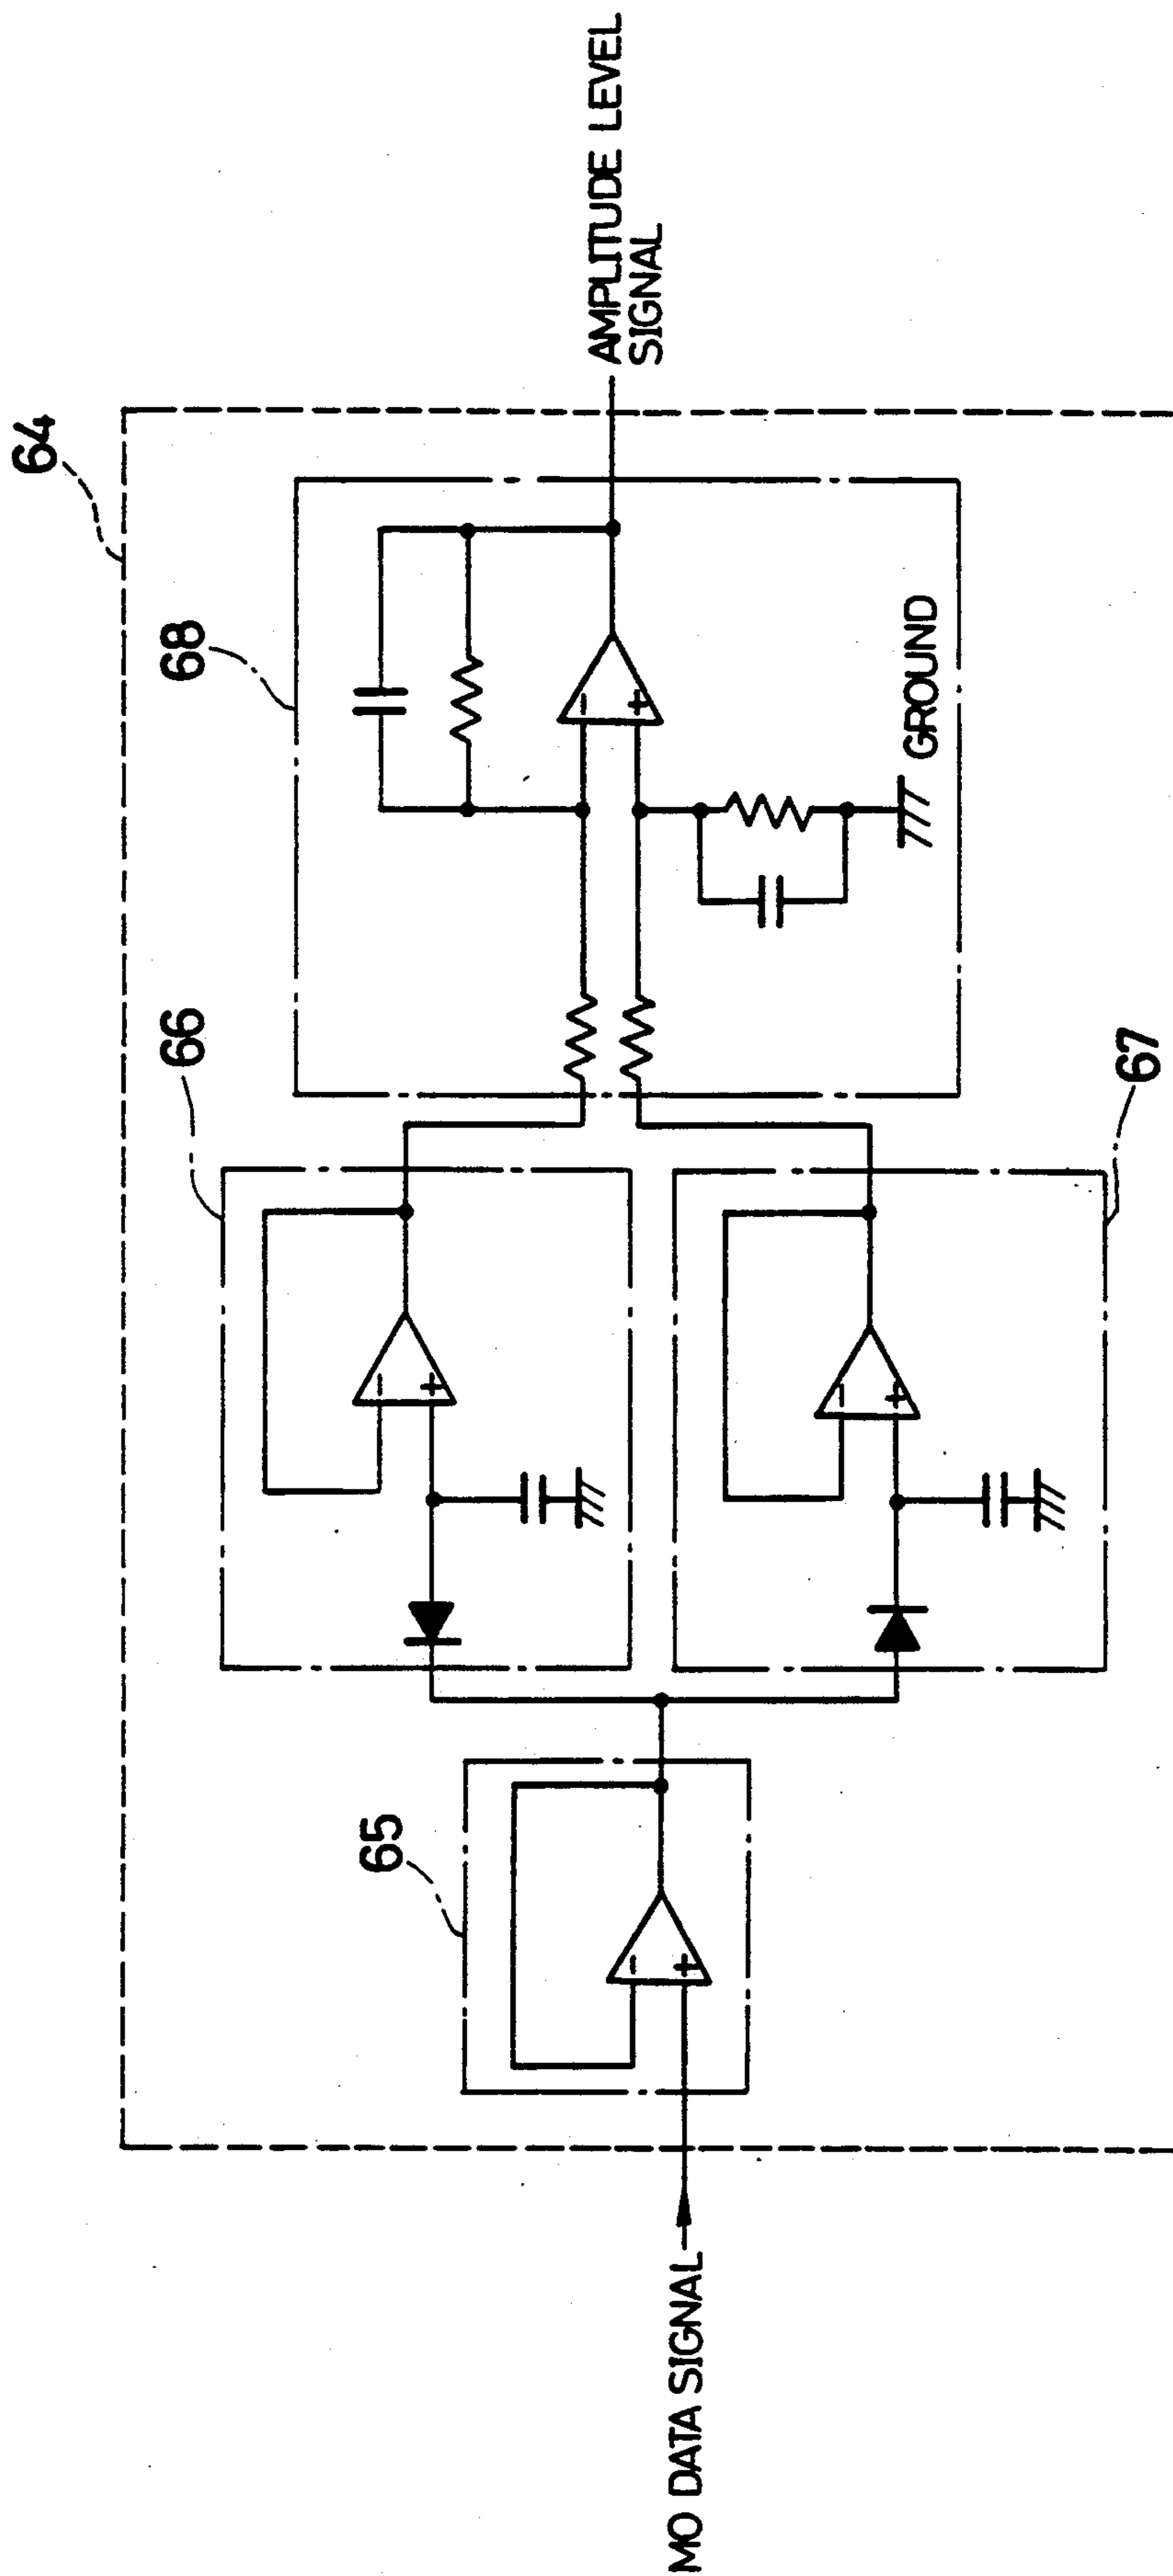 64
68
AMPLITUDE LEVEL
SIGNAL
66
GROUND
65
67
MO DATA SIGNAL
- +
- +
- +
- +